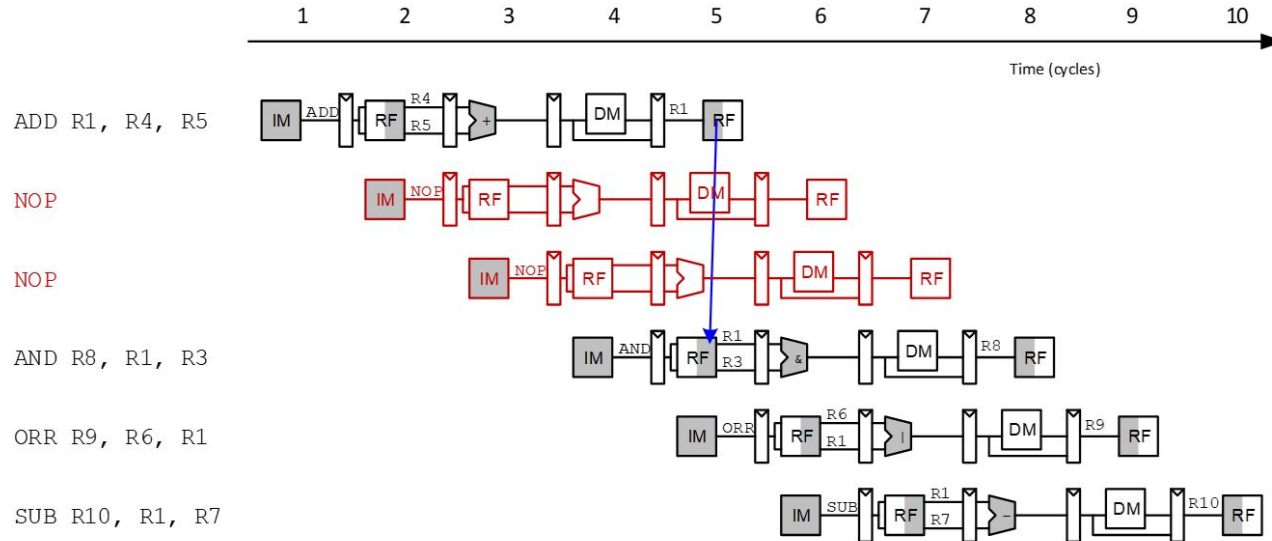 1 2 3 4 5 6 7 8 9 10
Time (cycles)
ADD R1, R4, R5 IM ADD RF R4 R5 + DM R1 RF
NOP IM NOP RF DM RF
NOP IM NOP RF DM RF
AND R8, R1, R3 IM AND RF R1 R3 & DM R8 RF
ORR R9, R6, R1 IM ORR RF R6 R1 | DM R9 RF
SUB R10, R1, R7 IM SUB RF R1 R7 - DM R10 RF